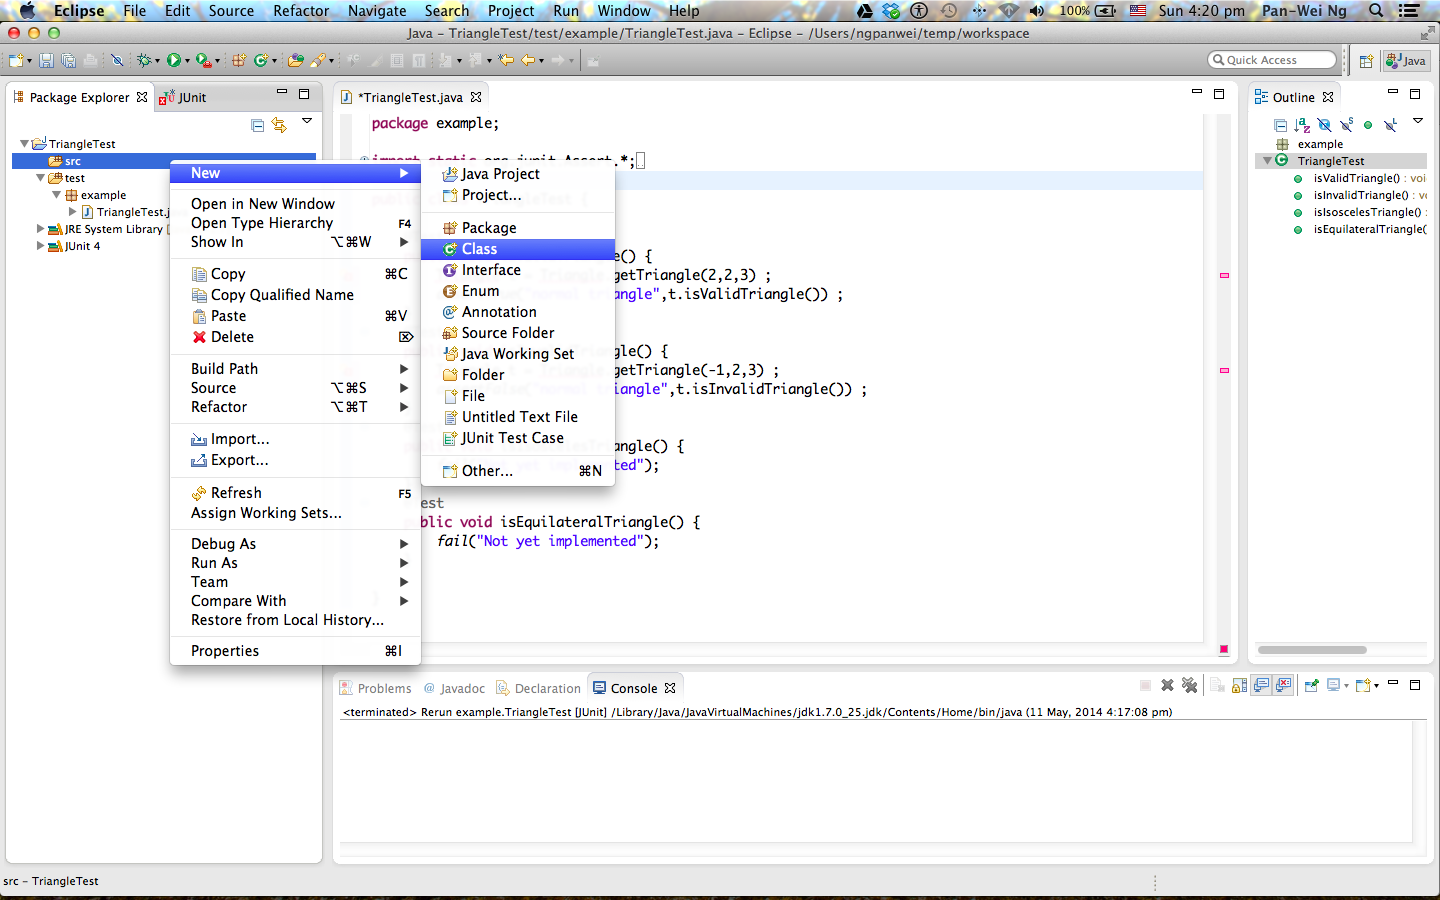 Eclipse File Edit Source Refactor Navigate Search Project Run Window Help 100% Sun 4:20 pm Pan-Wei Ng
Java – TriangleTest/test/example/TriangleTest.java – Eclipse – /Users/ngpanwei/temp/workspace
Quick Access
Java
Package Explorer
JUnit
TriangleTest
src
test
example
TriangleTest.j
JRE System Library [
JUnit 4
New
Open in New Window
Open Type Hierarchy F4
Show In ⌥⌘W
Copy ⌘C
Copy Qualified Name
Paste ⌘V
Delete ⌦
Build Path
Source ⌥⌘S
Refactor ⌥⌘T
Import...
Export...
Refresh F5
Assign Working Sets...
Debug As
Run As
Team
Compare With
Restore from Local History...
Properties ⌘I
Java Project
Project...
Package
Class
Interface
Enum
Annotation
Source Folder
Java Working Set
Folder
File
Untitled Text File
JUnit Test Case
Other... ⌘N
*TriangleTest.java
package example;
import static org.junit.Assert.*;
e() {
getTriangle(2,2,3) ;
iangle",t.isValidTriangle()) ;
gle() {
getTriangle(-1,2,3) ;
iangle",t.isInvalidTriangle()) ;
angle() {
ted");
est
blic void isEquilateralTriangle() {
fail("Not yet implemented");
Outline
example
TriangleTest
isValidTriangle() : voi
isInvalidTriangle() : v
isIsoscelesTriangle() :
isEquilateralTriangle(
Problems @ Javadoc Declaration Console
<terminated> Rerun example.TriangleTest [JUnit] /Library/Java/JavaVirtualMachines/jdk1.7.0_25.jdk/Contents/Home/bin/java (11 May, 2014 4:17:08 pm)
src – TriangleTest